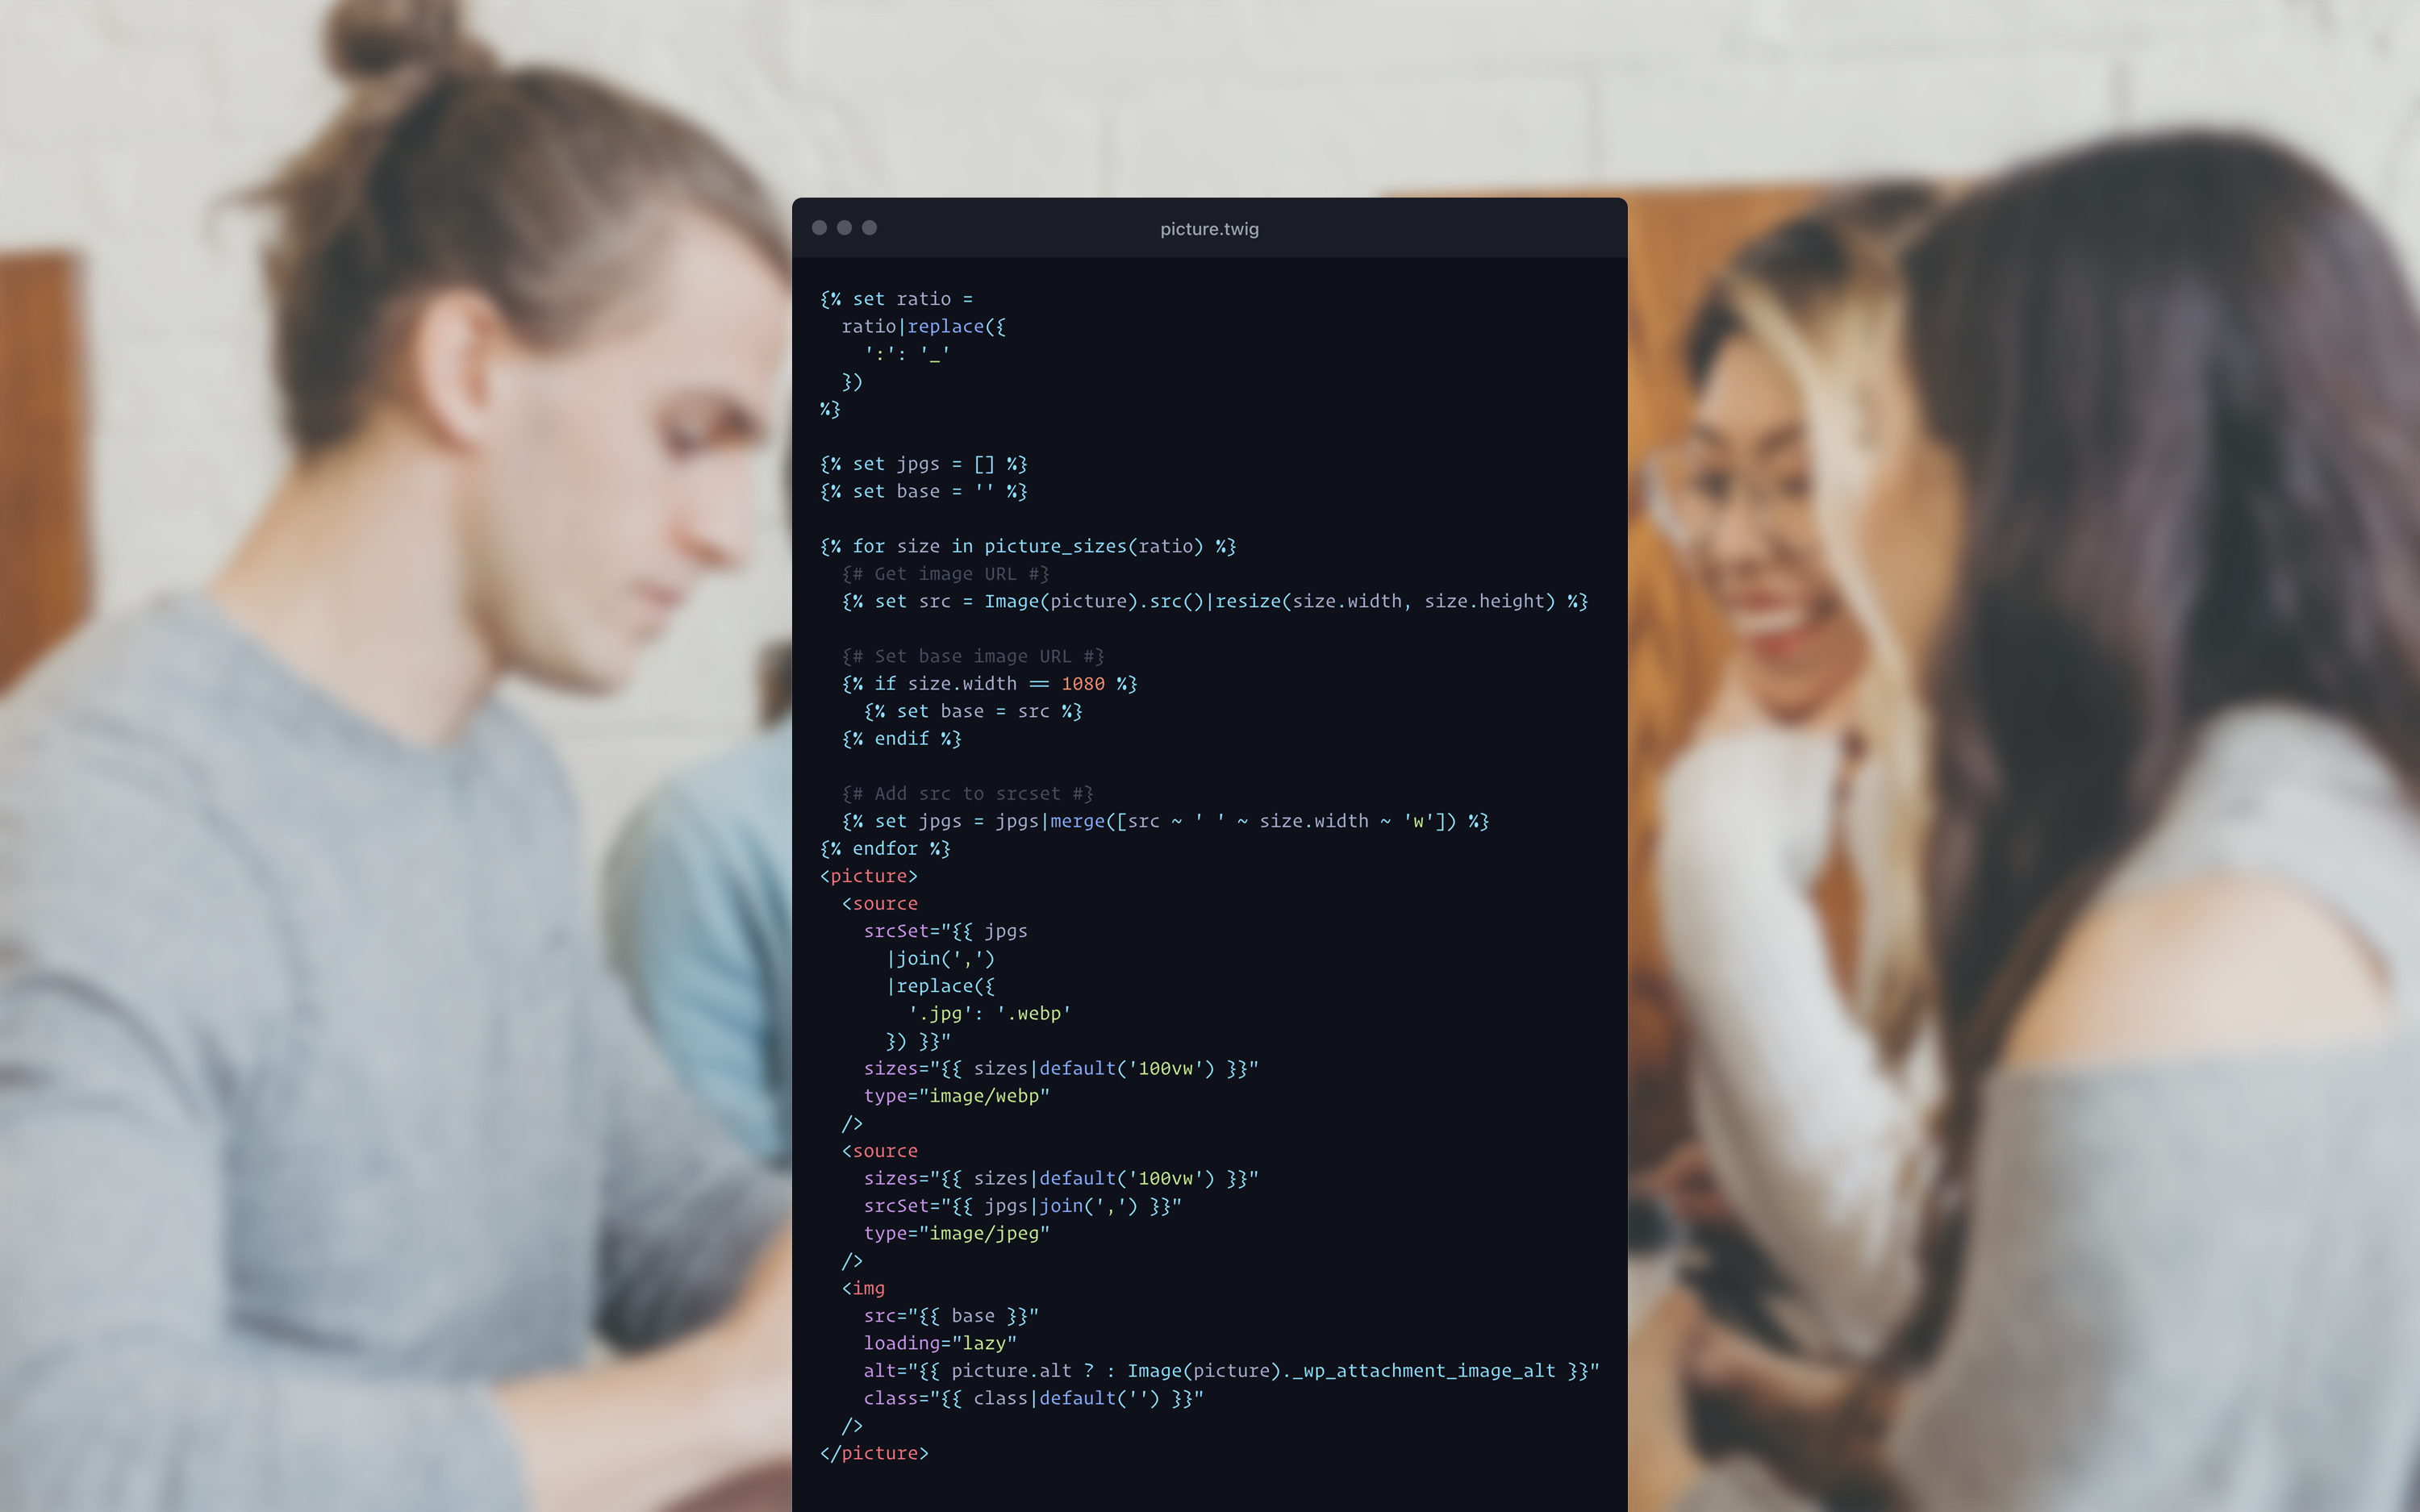 picture.twig
{% set ratio =
  ratio|replace({
    ':': '_'
  })
%}

{% set jpgs = [] %}
{% set base = '' %}

{% for size in picture_sizes(ratio) %}
  {# Get image URL #}
  {% set src = Image(picture).src()|resize(size.width, size.height) %}

  {# Set base image URL #}
  {% if size.width == 1080 %}
    {% set base = src %}
  {% endif %}

  {# Add src to srcset #}
  {% set jpgs = jpgs|merge([src ~ ' ' ~ size.width ~ 'w']) %}
{% endfor %}
<picture>
  <source
    srcSet="{{ jpgs
      |join(',')
      |replace({
        '.jpg': '.webp'
      }) }}"
    sizes="{{ sizes|default('100vw') }}"
    type="image/webp"
  />
  <source
    sizes="{{ sizes|default('100vw') }}"
    srcSet="{{ jpgs|join(',') }}"
    type="image/jpeg"
  />
  <img
    src="{{ base }}"
    loading="lazy"
    alt="{{ picture.alt ? : Image(picture)._wp_attachment_image_alt }}"
    class="{{ class|default('') }}"
  />
</picture>